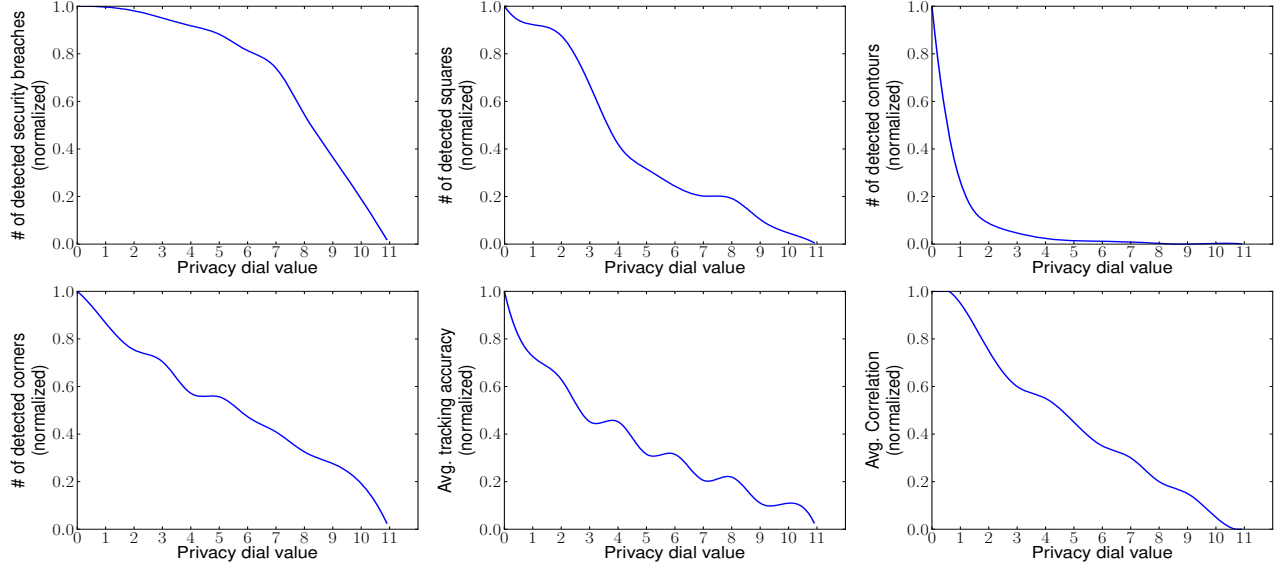 # of detected security breaches
(normalized)
1.0
0.8
0.6
0.4
0.2
0.0
0 1 2 3 4 5 6 7 8 9 10 11
Privacy dial value
# of detected squares
(normalized)
1.0
0.8
0.6
0.4
0.2
0.0
0 1 2 3 4 5 6 7 8 9 10 11
Privacy dial value
# of detected contours
(normalized)
1.0
0.8
0.6
0.4
0.2
0.0
0 1 2 3 4 5 6 7 8 9 10 11
Privacy dial value
# of detected corners
(normalized)
1.0
0.8
0.6
0.4
0.2
0.0
0 1 2 3 4 5 6 7 8 9 10 11
Privacy dial value
Avg. tracking accuracy
(normalized)
1.0
0.8
0.6
0.4
0.2
0.0
0 1 2 3 4 5 6 7 8 9 10 11
Privacy dial value
Avg. Correlation
(normalized)
1.0
0.8
0.6
0.4
0.2
0.0
0 1 2 3 4 5 6 7 8 9 10 11
Privacy dial value